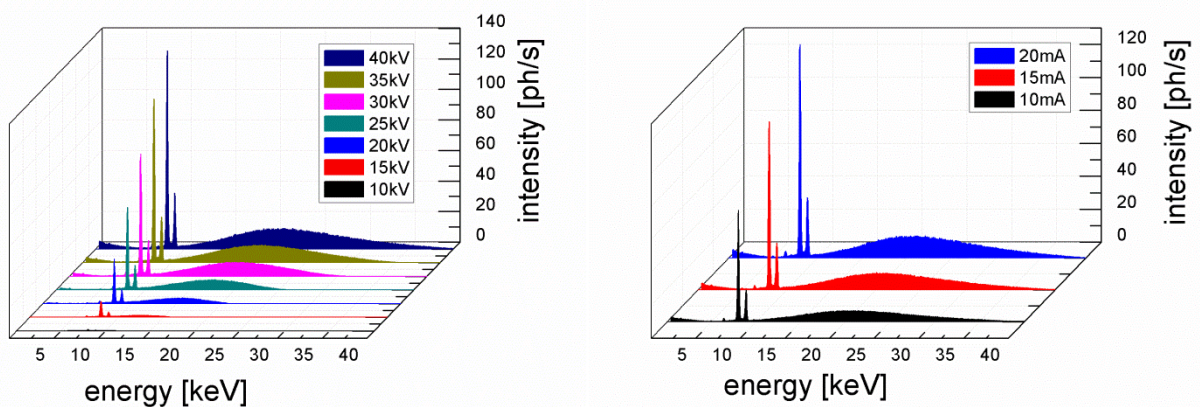 140
120
100
80
60
40
20
0
intensity [ph/s]
40kV
35kV
30kV
25kV
20kV
15kV
10kV
5 10 15 20 25 30 35 40
energy [keV]
120
100
80
60
40
20
0
intensity [ph/s]
20mA
15mA
10mA
5 10 15 20 25 30 35 40
energy [keV]